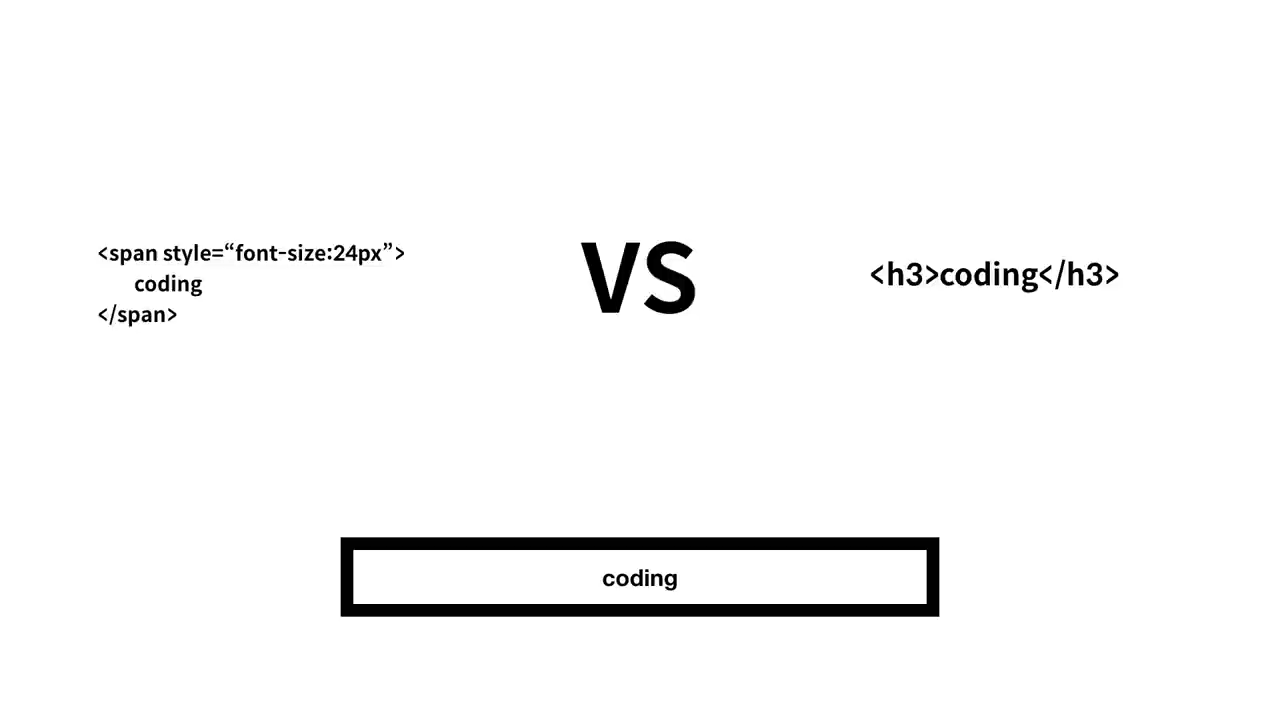 <span style=“font-size:24px”>
coding
</span>
VS
<h3>coding</h3>
coding